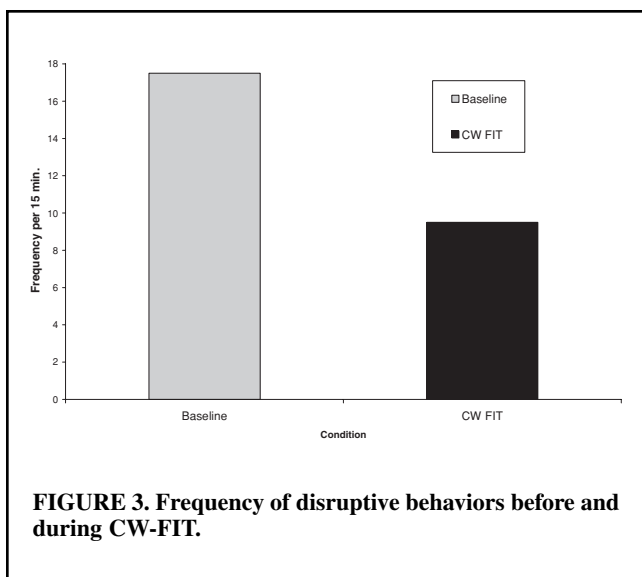 18
16
14
12
10
8
6
4
2
0
Frequency per 15 min.
Baseline
CW FIT
Baseline
CW FIT
Condition
FIGURE 3. Frequency of disruptive behaviors before and
during CW-FIT.